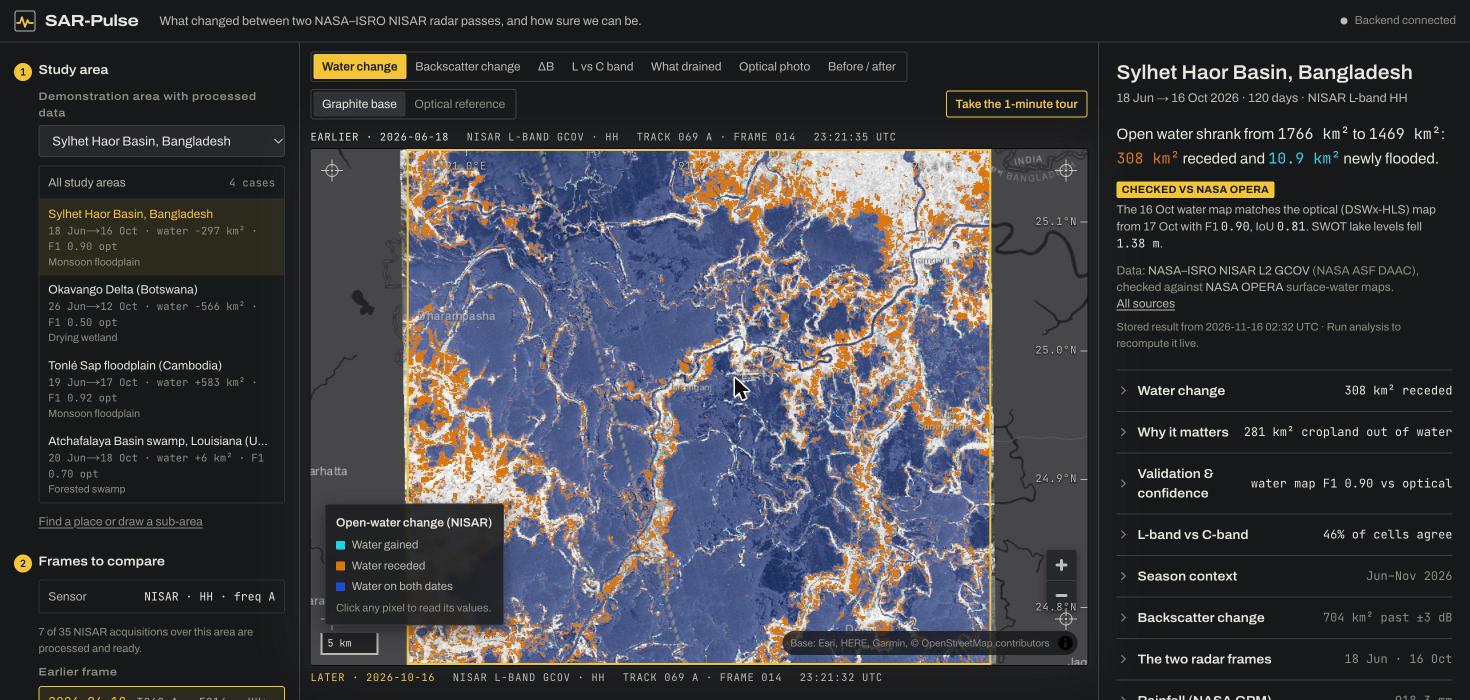 SAR-Pulse
What changed between two NASA–ISRO NISAR radar passes, and how sure we can be.
Backend connected
1
Study area
Demonstration area with processed
data
Sylhet Haor Basin, Bangladesh
All study areas 4 cases
Sylhet Haor Basin, Bangladesh
18 Jun→16 Oct · water -297 km² ·
F1 0.90 opt
Monsoon floodplain
Okavango Delta (Botswana)
26 Jun→12 Oct · water -566 km² ·
F1 0.50 opt
Drying wetland
Tonlé Sap floodplain (Cambodia)
19 Jun→17 Oct · water +583 km² ·
F1 0.92 opt
Monsoon floodplain
Atchafalaya Basin swamp, Louisiana (U...
20 Jun→18 Oct · water +6 km² · F1
0.70 opt
Forested swamp
Find a place or draw a sub-area
2
Frames to compare
Sensor NISAR · HH · freq A
7 of 35 NISAR acquisitions over this area are
processed and ready.
Earlier frame
Water change Backscatter change ΔB L vs C band What drained Optical photo Before / after
Graphite base Optical reference
Take the 1-minute tour
EARLIER · 2026-06-18 NISAR L-BAND GCOV · HH TRACK 069 A · FRAME 014 23:21:35 UTC
INDIA
25.1°N
Dharampasha
25.0°N
24.9°N
arhatta
24.8°N
Open-water change (NISAR)
Water gained
Water receded
Water on both dates
Click any pixel to read its values.
5 km
+
−
Base: Esri, HERE, Garmin, © OpenStreetMap contributors
LATER · 2026-10-16 NISAR L-BAND GCOV · HH TRACK 069 A · FRAME 014 23:21:32 UTC
Sylhet Haor Basin, Bangladesh
18 Jun → 16 Oct 2026 · 120 days · NISAR L-band HH
Open water shrank from 1766 km² to 1469 km²:
308 km² receded and 10.9 km² newly flooded.
CHECKED VS NASA OPERA
The 16 Oct water map matches the optical (DSWx-HLS) map
from 17 Oct with F1 0.90, IoU 0.81. SWOT lake levels fell
1.38 m.
Data: NASA–ISRO NISAR L2 GCOV (NASA ASF DAAC),
checked against NASA OPERA surface-water maps.
All sources
Stored result from 2026-11-16 02:32 UTC · Run analysis to
recompute it live.
Water change 308 km² receded
Why it matters 281 km² cropland out of water
Validation &
confidence water map F1 0.90 vs optical
L-band vs C-band 46% of cells agree
Season context Jun–Nov 2026
Backscatter change 704 km² past ±3 dB
The two radar frames 18 Jun · 16 Oct